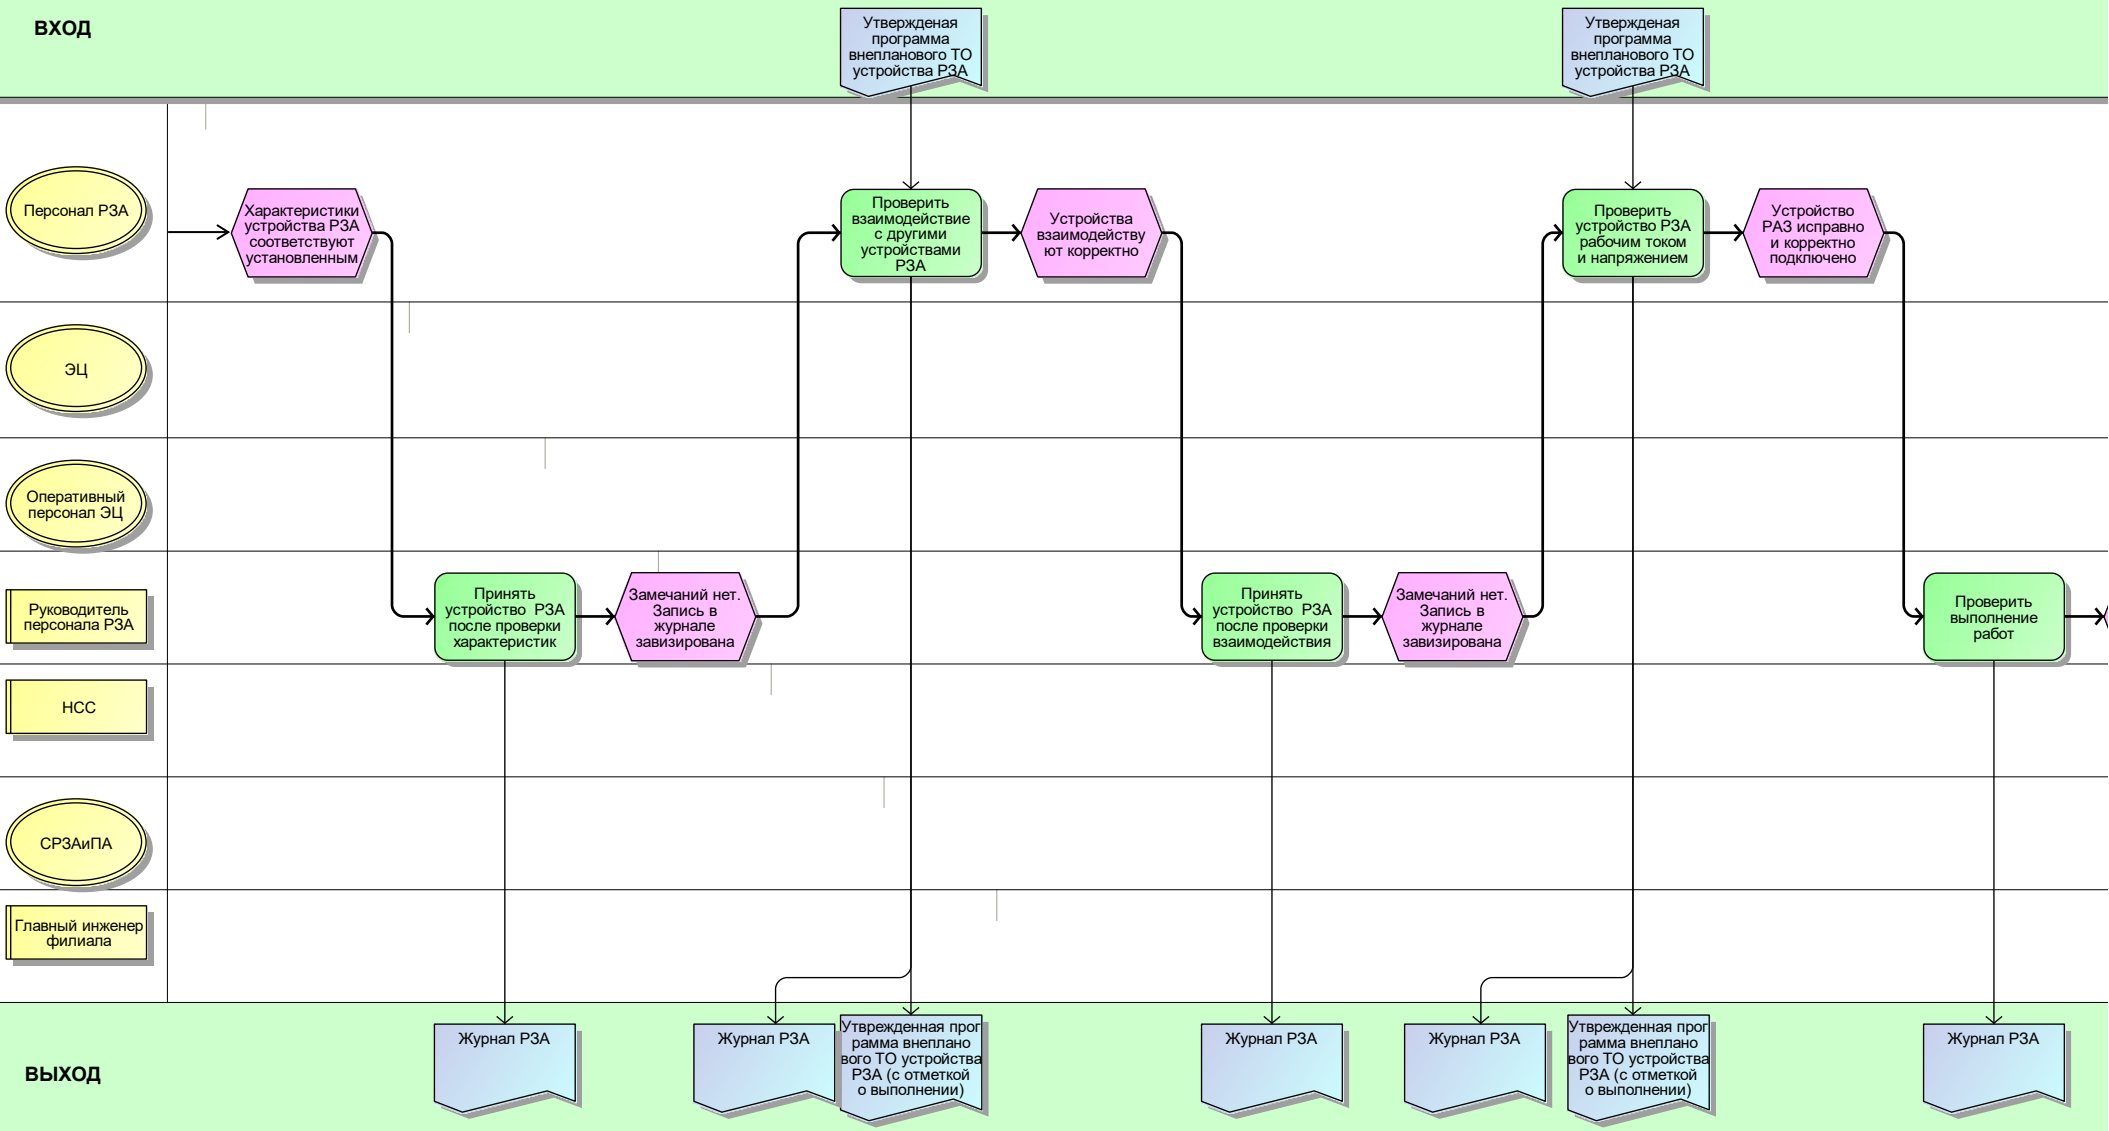 ВХОД
Утвержденая
программа
внепланового ТО
устройства РЗА
Утвержденая
программа
внепланового ТО
устройства РЗА
Персонал РЗА
Характеристики
устройства РЗА
соответствуют
установленным
Проверить
взаимодействие
с другими
устройствами
РЗА
Устройства
взаимодейству
ют корректно
Проверить
устройство РЗА
рабочим током
и напряжением
Устройство
РАЗ исправно
и корректно
подключено
ЭЦ
Оперативный
персонал ЭЦ
Руководитель
персонала РЗА
Принять
устройство РЗА
после проверки
характеристик
Замечаний нет.
Запись в
журнале
завизирована
Принять
устройство РЗА
после проверки
взаимодействия
Замечаний нет.
Запись в
журнале
завизирована
Проверить
выполнение
работ
НСС
СРЗАиПА
Главный инженер
филиала
ВЫХОД
Журнал РЗА
Журнал РЗА
Утврежденная прог
рамма внеплано
вого ТО устройства
РЗА (с отметкой
о выполнении)
Журнал РЗА
Журнал РЗА
Утврежденная прог
рамма внеплано
вого ТО устройства
РЗА (с отметкой
о выполнении)
Журнал РЗА